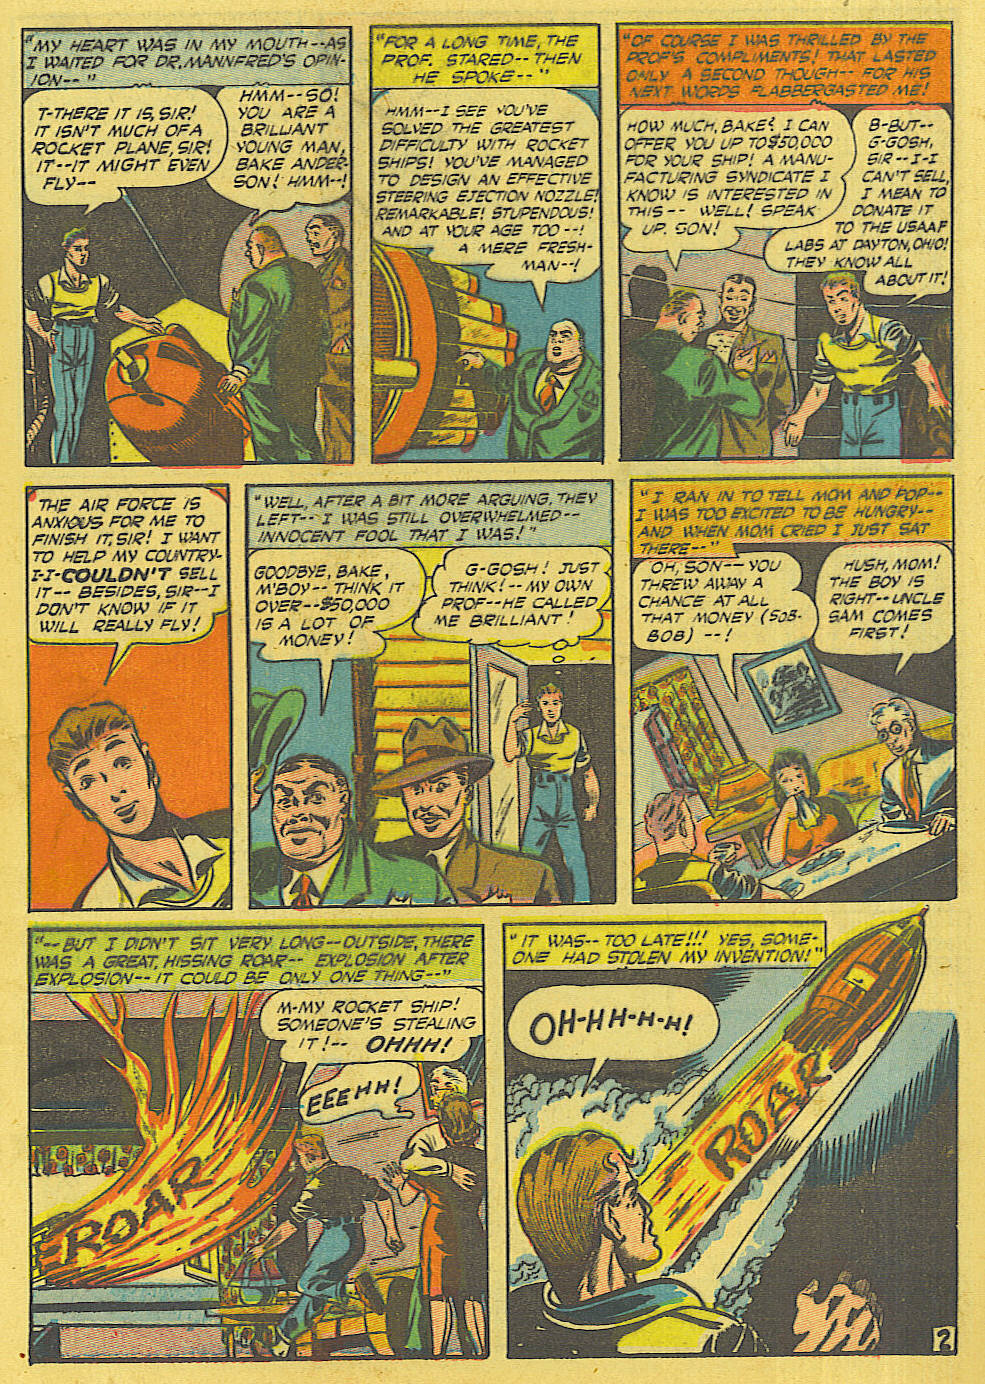 "MY HEART WAS IN MY MOUTH--AS
I WAITED FOR DR. MANNFRED'S OPIN-
ION--"
T-THERE IT IS, SIR!
IT ISN'T MUCH OF A
ROCKET PLANE, SIR!
IT--IT MIGHT EVEN
FLY--
HMM--SO!
YOU ARE A
BRILLIANT
YOUNG MAN,
BAKE ANDER-
SON! HMM--!
"FOR A LONG TIME, THE
PROF. STARED--THEN
HE SPOKE--"
HMM--I SEE YOU'VE
SOLVED THE GREATEST
DIFFICULTY WITH ROCKET
SHIPS! YOU'VE MANAGED
TO DESIGN AN EFFECTIVE
STEERING EJECTION NOZZLE!
REMARKABLE! STUPENDOUS!
AND AT YOUR AGE TOO--!
A MERE FRESH-
MAN--!
"OF COURSE I WAS THRILLED BY THE
PROF'S COMPLIMENTS! THAT LASTED
ONLY A SECOND THOUGH-- FOR HIS
NEXT WORDS FLABBERGASTED ME!
HOW MUCH, BAKE? I CAN
OFFER YOU UP TO $50,000
FOR YOUR SHIP! A MANU-
FACTURING SYNDICATE I
KNOW IS INTERESTED IN
THIS-- WELL! SPEAK
UP, SON!
B-BUT--
G-GOSH,
SIR--I-I
CAN'T SELL,
I MEAN TO
DONATE IT
TO THE USAAF
LABS AT DAYTON, OHIO!
THEY KNOW ALL
ABOUT IT!
THE AIR FORCE IS
ANXIOUS FOR ME TO
FINISH IT, SIR! I WANT
TO HELP MY COUNTRY-
I-I-COULDN'T SELL
IT-- BESIDES, SIR--I
DON'T KNOW IF IT
WILL REALLY FLY!
"WELL, AFTER A BIT MORE ARGUING, THEY
LEFT-- I WAS STILL OVERWHELMED--
INNOCENT FOOL THAT I WAS!"
GOODBYE, BAKE,
M'BOY-- THINK IT
OVER--$50,000
IS A LOT OF
MONEY!
G-GOSH! JUST
THINK!-- MY OWN
PROF--HE CALLED
ME BRILLIANT!
"I RAN IN TO TELL MOM AND POP--
I WAS TOO EXCITED TO BE HUNGRY--
AND WHEN MOM CRIED I JUST SAT
THERE--"
OH, SON--YOU
THREW AWAY A
CHANCE AT ALL
THAT MONEY (SOB-
BOB) --!
HUSH, MOM!
THE BOY IS
RIGHT--UNCLE
SAM COMES
FIRST!
"--BUT I DIDN'T SIT VERY LONG--OUTSIDE, THERE
WAS A GREAT, HISSING ROAR-- EXPLOSION AFTER
EXPLOSION-- IT COULD BE ONLY ONE THING--"
M-MY ROCKET SHIP!
SOMEONE'S STEALING
IT!-- OHHH!
EEEHH!
ROAR
"IT WAS-- TOO LATE!!! YES, SOME-
ONE HAD STOLEN MY INVENTION!"
OH-H-H-H-H!
ROAR
2